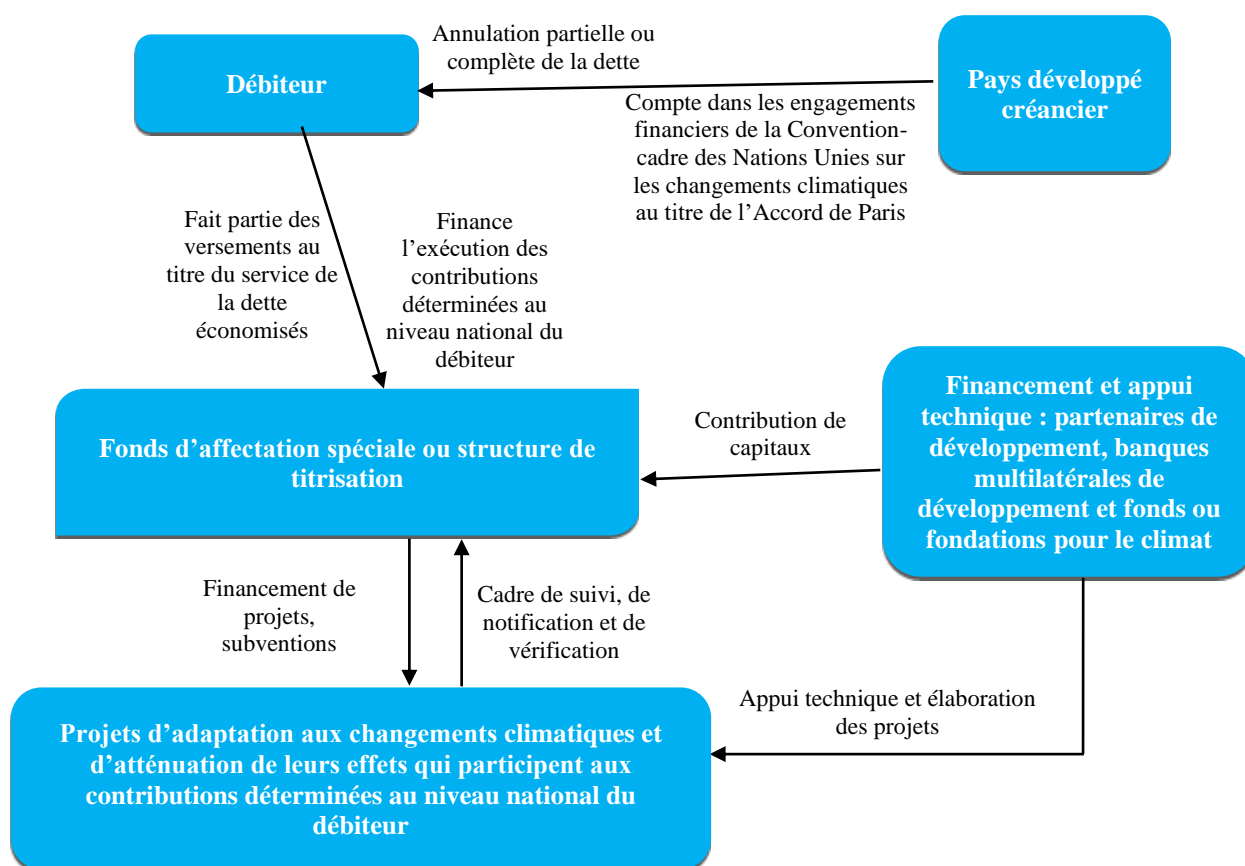 Annulation partielle ou
complète de la dette
Débiteur
Pays développé
créancier
Compte dans les engagements
financiers de la Convention-
cadre des Nations Unies sur
les changements climatiques
au titre de l’Accord de Paris
Fait partie des
versements au
titre du service de
la dette
économisés
Finance
l’exécution des
contributions
déterminées au
niveau national du
débiteur
Financement et appui
technique : partenaires de
développement, banques
multilatérales de
développement et fonds ou
fondations pour le climat
Contribution de
capitaux
Fonds d’affectation spéciale ou structure de
titrisation
Financement de
projets,
subventions
Cadre de suivi, de
notification et de
vérification
Appui technique et élaboration
des projets
Projets d’adaptation aux changements climatiques et
d’atténuation de leurs effets qui participent aux
contributions déterminées au niveau national du
débiteur